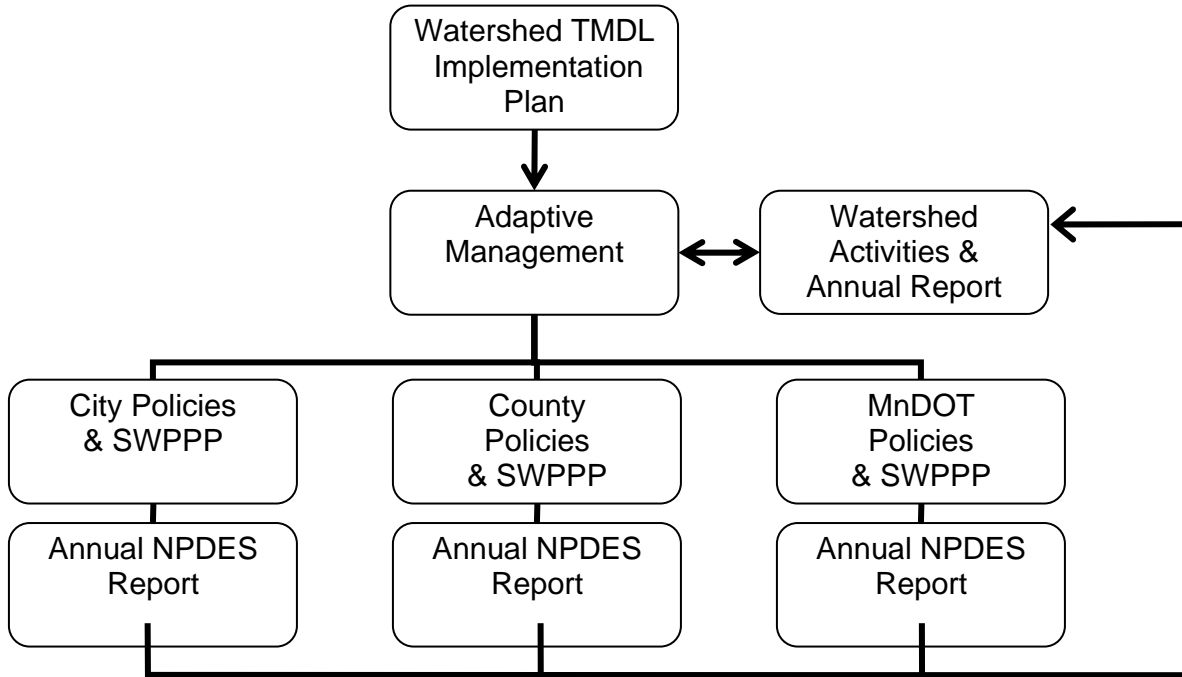 Watershed TMDL
Implementation
Plan
Adaptive
Management
Watershed
Activities &
Annual Report
City Policies
& SWPPP
County
Policies
& SWPPP
MnDOT
Policies
& SWPPP
Annual NPDES
Report
Annual NPDES
Report
Annual NPDES
Report